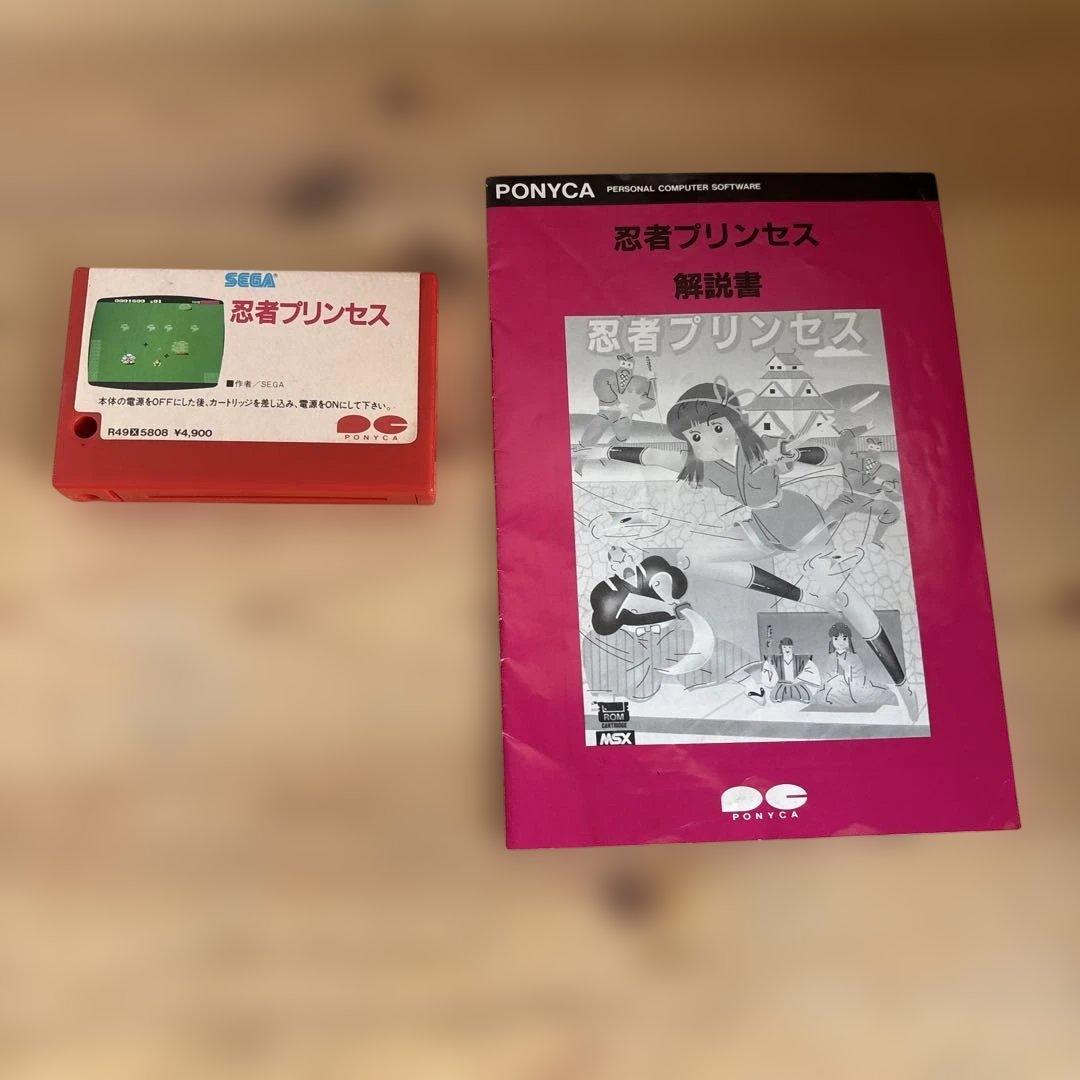 SEGA
忍者プリンセス
■作者／SEGA
本体の電源をOFFにした後、カートリッジを差し込み、電源をONにして下さい。
R49X5808 ¥4,900
PONYCA
PONYCA PERSONAL COMPUTER SOFTWARE
忍者プリンセス
解説書
忍者プリンセス
ROM
CARTRIDGE
MSX
PONYCA